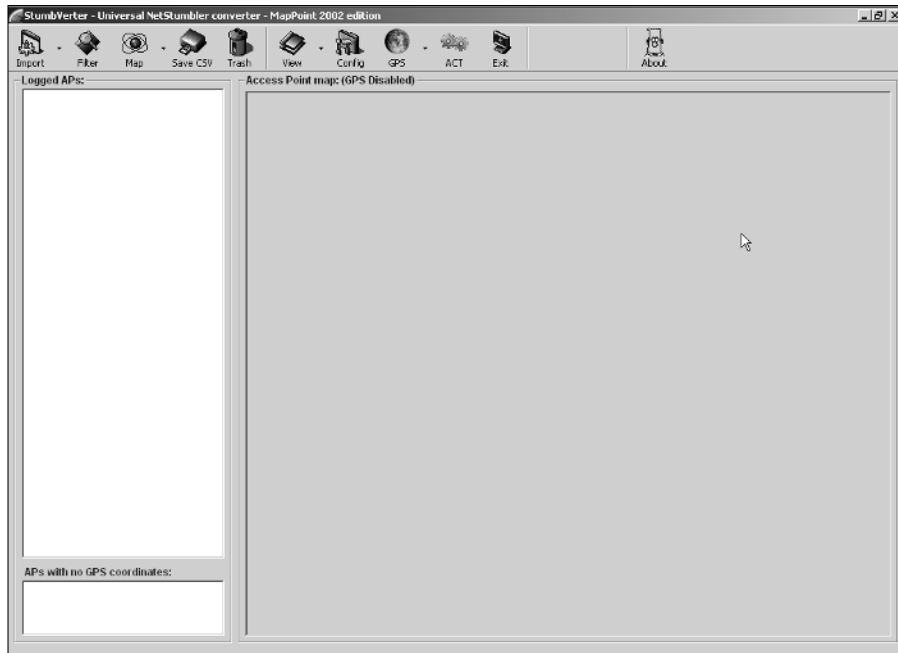 StumbVerter - Universal NetStumbler converter - MapPoint 2002 edition
Import Filter Map Save CSV Trash View Config GPS ACT Exit About
Logged APs: Access Point map: (GPS Disabled)
APs with no GPS coordinates: